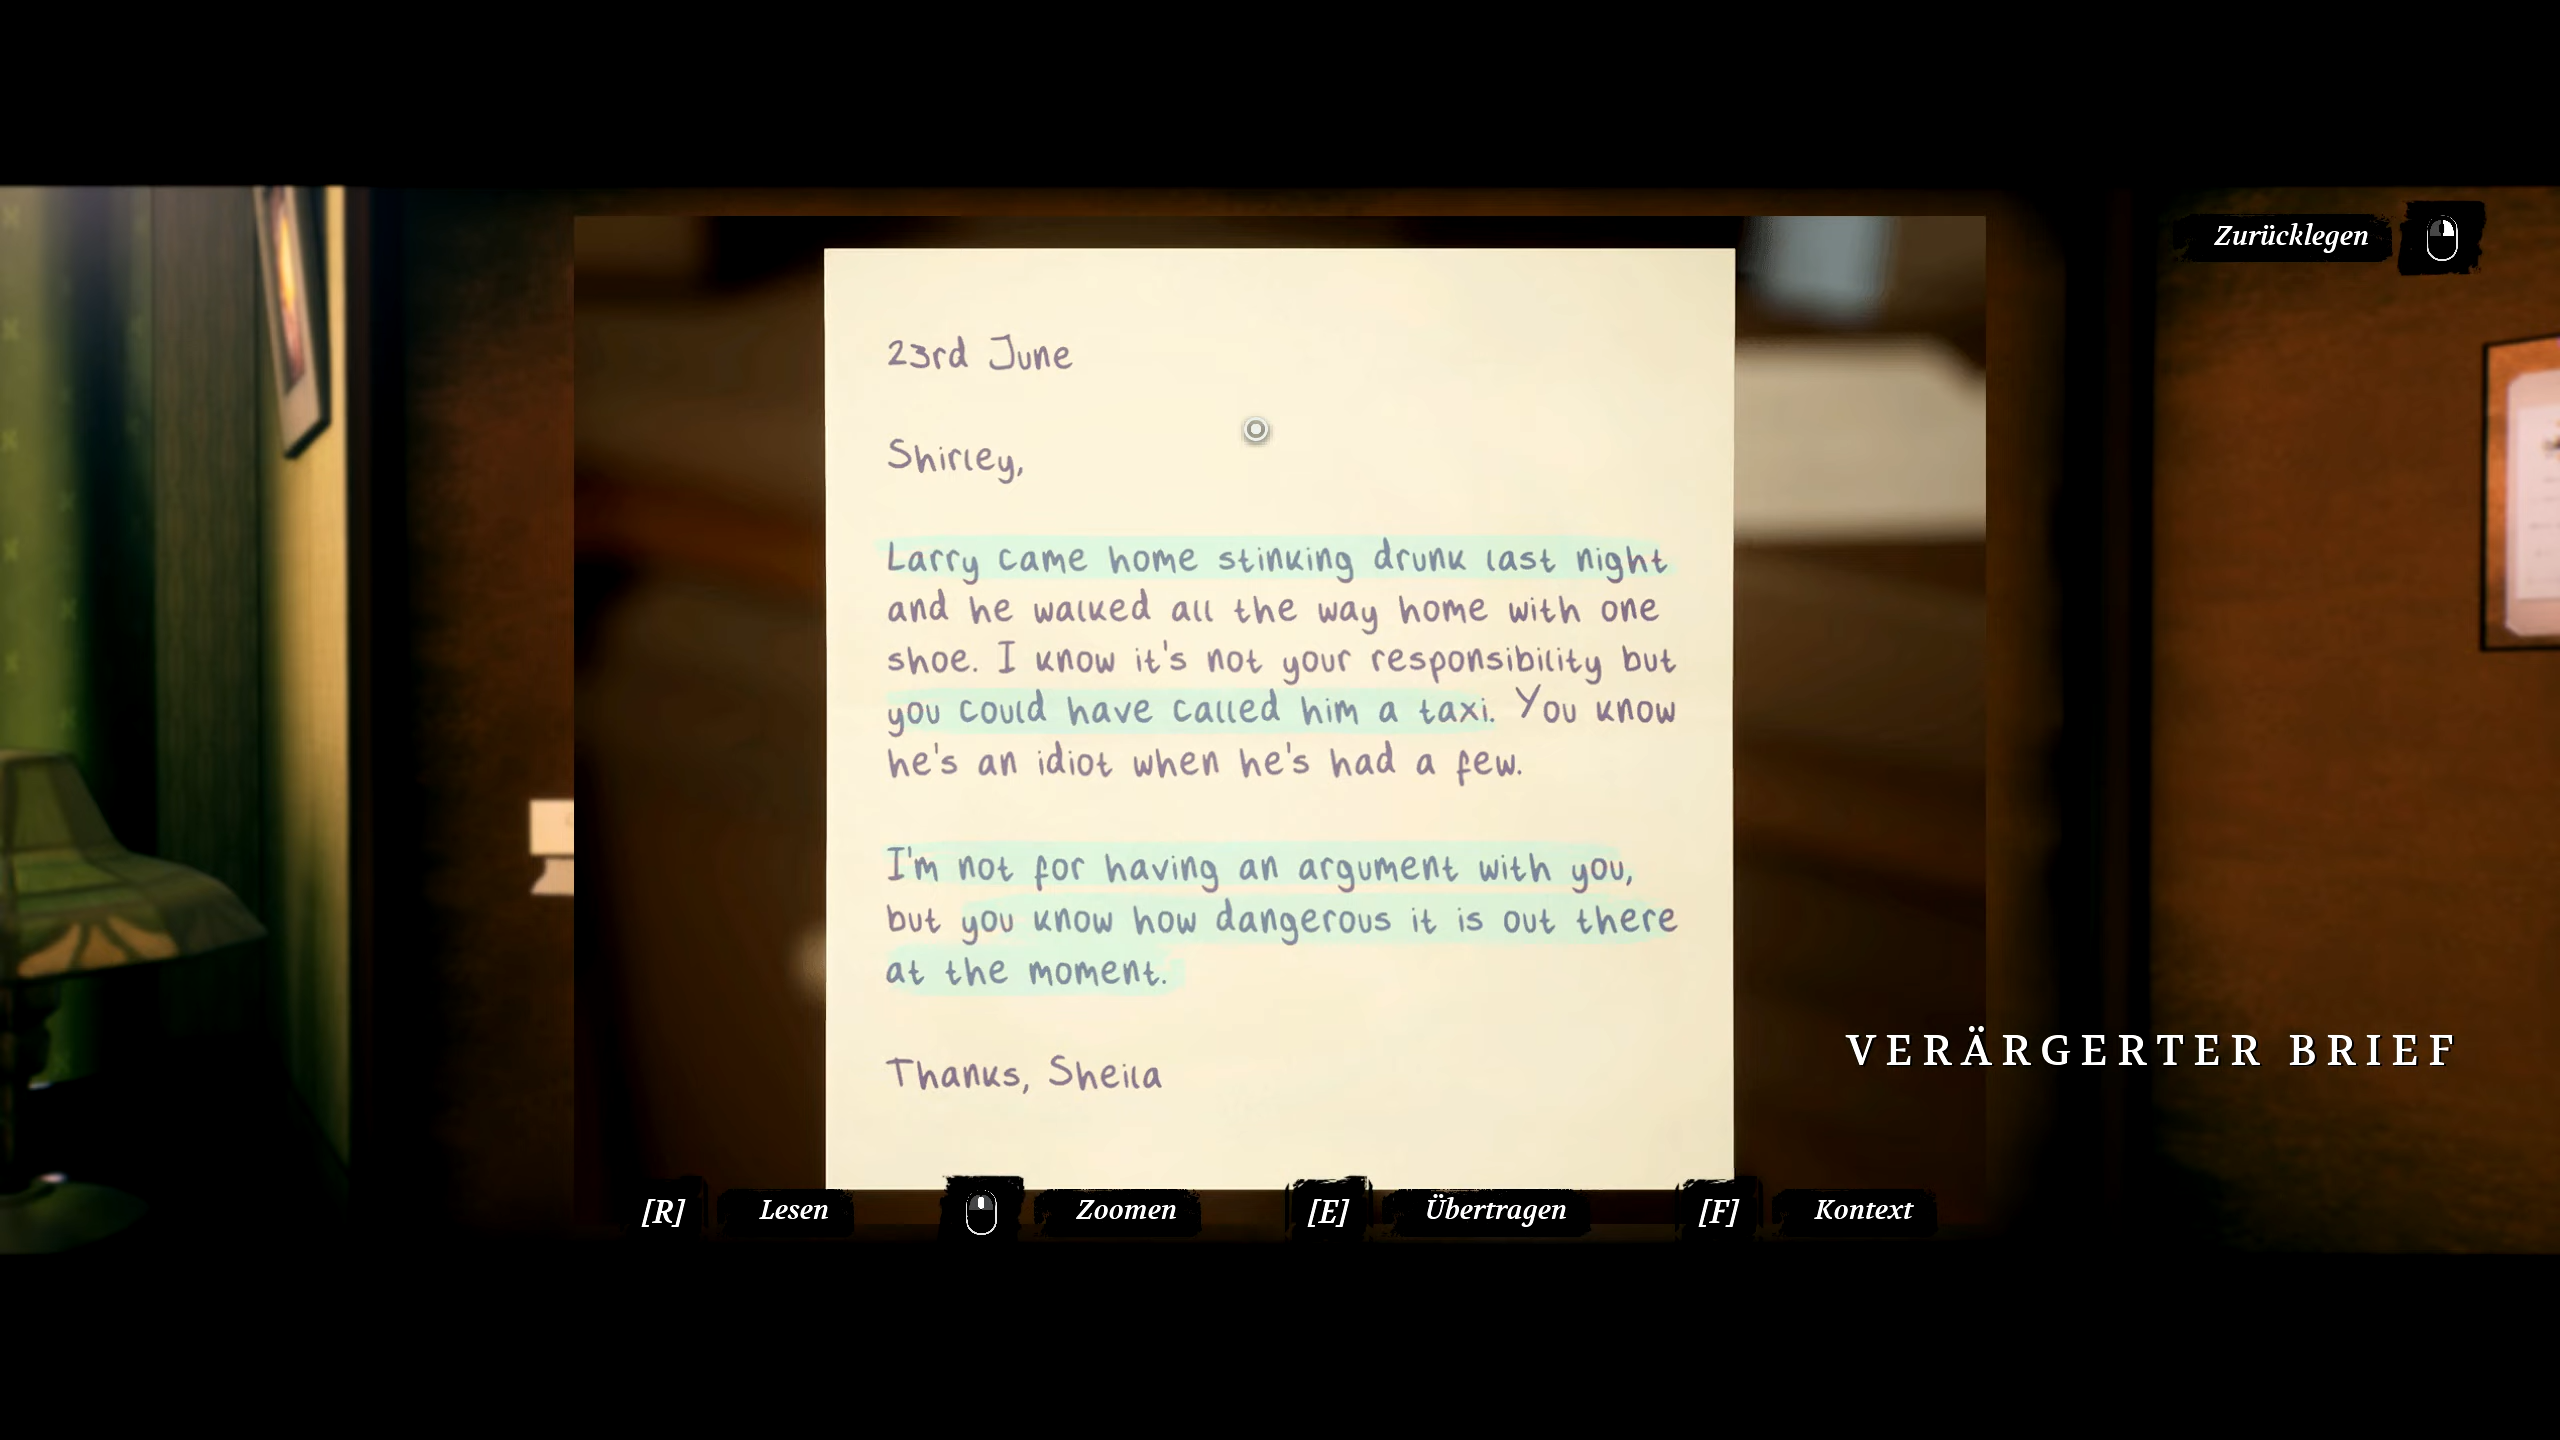 Zurücklegen
23rd June
Shirley,
Larry came home stinking drunk last night
and he walked all the way home with one
shoe. I know it's not your responsibility but
you could have called him a taxi. You know
he's an idiot when he's had a few.
I'm not for having an argument with you,
but you know how dangerous it is out there
at the moment.
Thanks, Sheila
VERÄRGERTER BRIEF
[R] Lesen Zoomen [E] Übertragen [F] Kontext